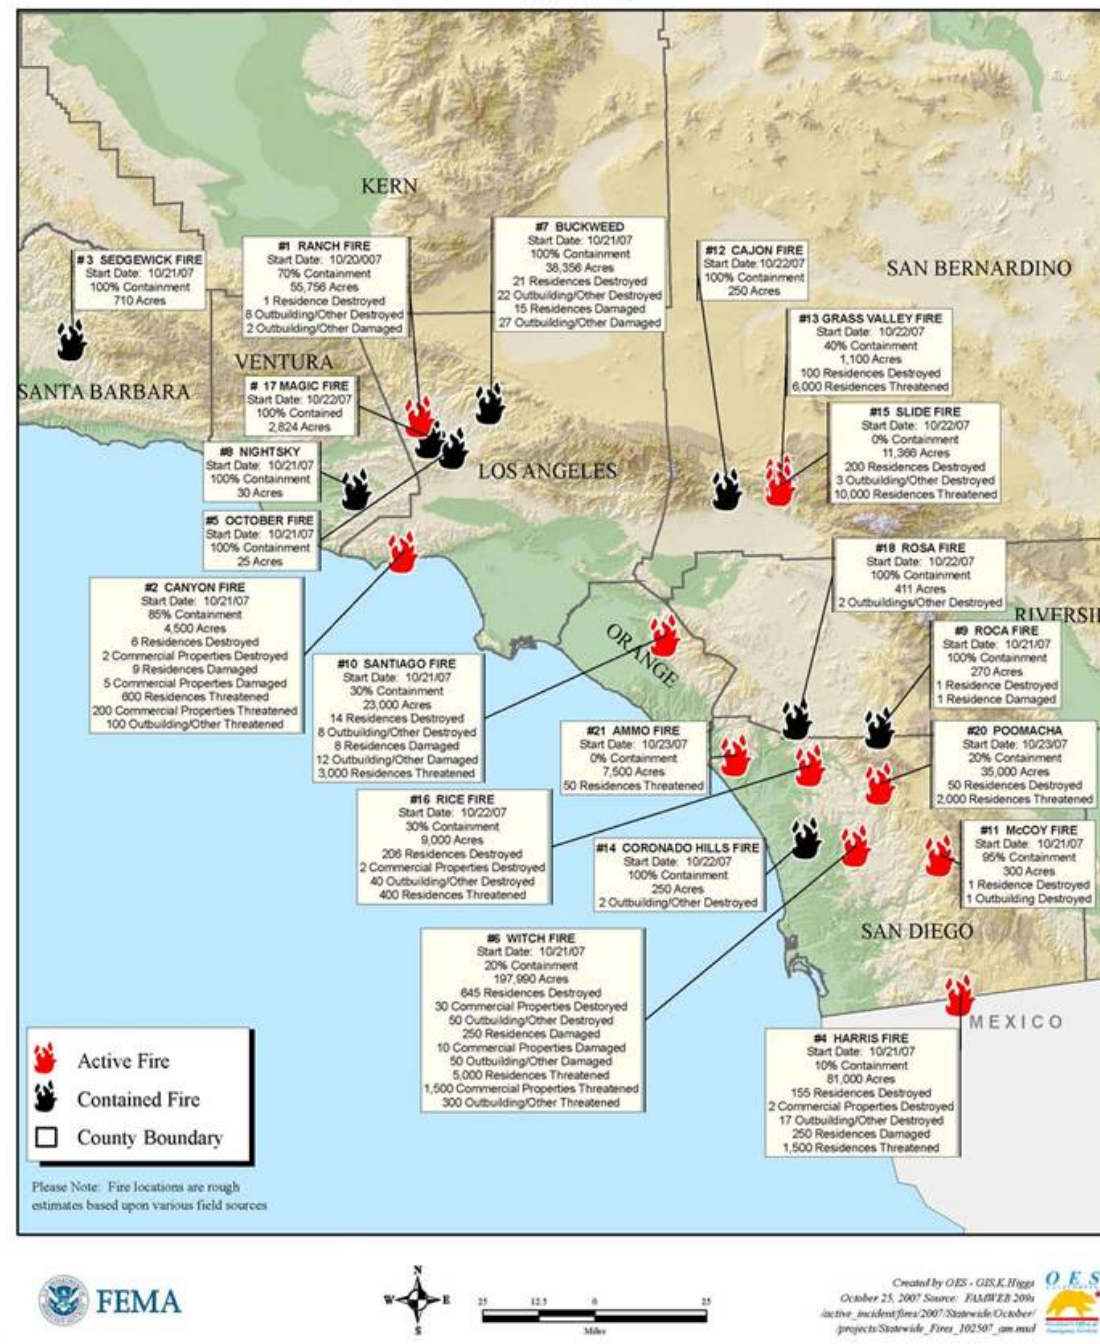 KERN
SAN BERNARDINO
VENTURA
SANTA BARBARA
LOS ANGELES
ORANGE
RIVERSI
SAN DIEGO
MEXICO
#3 SEDGEWICK FIRE
Start Date: 10/21/07
100% Containment
710 Acres
#1 RANCH FIRE
Start Date: 10/20/007
70% Containment
55,756 Acres
1 Residence Destroyed
8 Outbuilding/Other Destroyed
2 Outbuilding/Other Damaged
#7 BUCKWEED
Start Date: 10/21/07
100% Containment
38,356 Acres
21 Residences Destroyed
22 Outbuilding/Other Destroyed
15 Residences Damaged
27 Outbuilding/Other Damaged
#12 CAJON FIRE
Start Date:10/22/07
100% Containment
250 Acres
#13 GRASS VALLEY FIRE
Start Date: 10/22/07
40% Containment
1,100 Acres
100 Residences Destroyed
6,000 Residences Threatened
# 17 MAGIC FIRE
Start Date: 10/22/07
100% Contained
2,824 Acres
#15 SLIDE FIRE
Start Date: 10/22/07
0% Containment
11,366 Acres
200 Residences Destroyed
3 Outbuilding/Other Destroyed
10,000 Residences Threatened
#8 NIGHTSKY
Start Date: 10/21/07
100% Containment
30 Acres
#5 OCTOBER FIRE
Start Date: 10/21/07
100% Containment
25 Acres
#18 ROSA FIRE
Start Date: 10/22/07
100% Containment
411 Acres
2 Outbuildings/Other Destroyed
#2 CANYON FIRE
Start Date: 10/21/07
85% Containment
4,500 Acres
6 Residences Destroyed
2 Commercial Properties Destroyed
9 Residences Damaged
5 Commercial Properties Damaged
600 Residences Threatened
200 Commercial Properties Threatened
100 Outbuilding/Other Threatened
#9 ROCA FIRE
Start Date: 10/21/07
100% Containment
270 Acres
1 Residence Destroyed
1 Residence Damaged
#10 SANTIAGO FIRE
Start Date: 10/21/07
30% Containment
23,000 Acres
14 Residences Destroyed
8 Outbuilding/Other Destroyed
8 Residences Damaged
12 Outbuilding/Other Damaged
3,000 Residences Threatened
#21 AMMO FIRE
Start Date: 10/23/07
0% Containment
7,500 Acres
50 Residences Threatened
#20 POOMACHA
Start Date: 10/23/07
20% Containment
35,000 Acres
50 Residences Destroyed
2,000 Residences Threatened
#16 RICE FIRE
Start Date: 10/22/07
30% Containment
9,000 Acres
206 Residences Destroyed
2 Commercial Properties Destroyed
40 Outbuilding/Other Destroyed
400 Residences Threatened
#14 CORONADO HILLS FIRE
Start Date: 10/22/07
100% Containment
250 Acres
2 Outbuilding/Other Destroyed
#11 McCOY FIRE
Start Date: 10/21/07
95% Containment
300 Acres
1 Residence Destroyed
1 Outbuilding Destroyed
#6 WITCH FIRE
Start Date: 10/21/07
20% Containment
197,990 Acres
645 Residences Destroyed
30 Commercial Properties Destoryed
50 Outbuilding/Other Destroyed
250 Residences Damaged
10 Commercial Properties Damaged
50 Outbuilding/Other Damaged
5,000 Residences Threatened
1,500 Commercial Properties Threatened
300 Outbuilding/Other Threatened
#4 HARRIS FIRE
Start Date: 10/21/07
10% Containment
81,000 Acres
155 Residences Destroyed
2 Commercial Properties Destroyed
17 Outbuilding/Other Destroyed
250 Residences Damaged
1,500 Residences Threatened
Active Fire
Contained Fire
County Boundary
Please Note: Fire locations are rough
estimates based upon various field sources
FEMA
N
W E
S
25 12.5 0 25
Miles
Created by OES - GIS,K.Higgs
October 25, 2007 Source: FAMWEB 209s
/active_incident/fires/2007/Statewide/October/
/projects/Statewide_Fires_102507_am.mxd
O E S